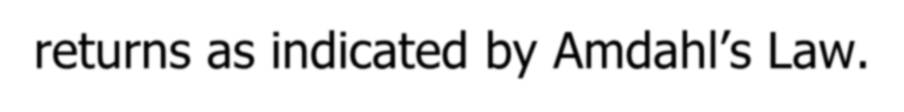 returns as indicated by Amdahl’s Law.